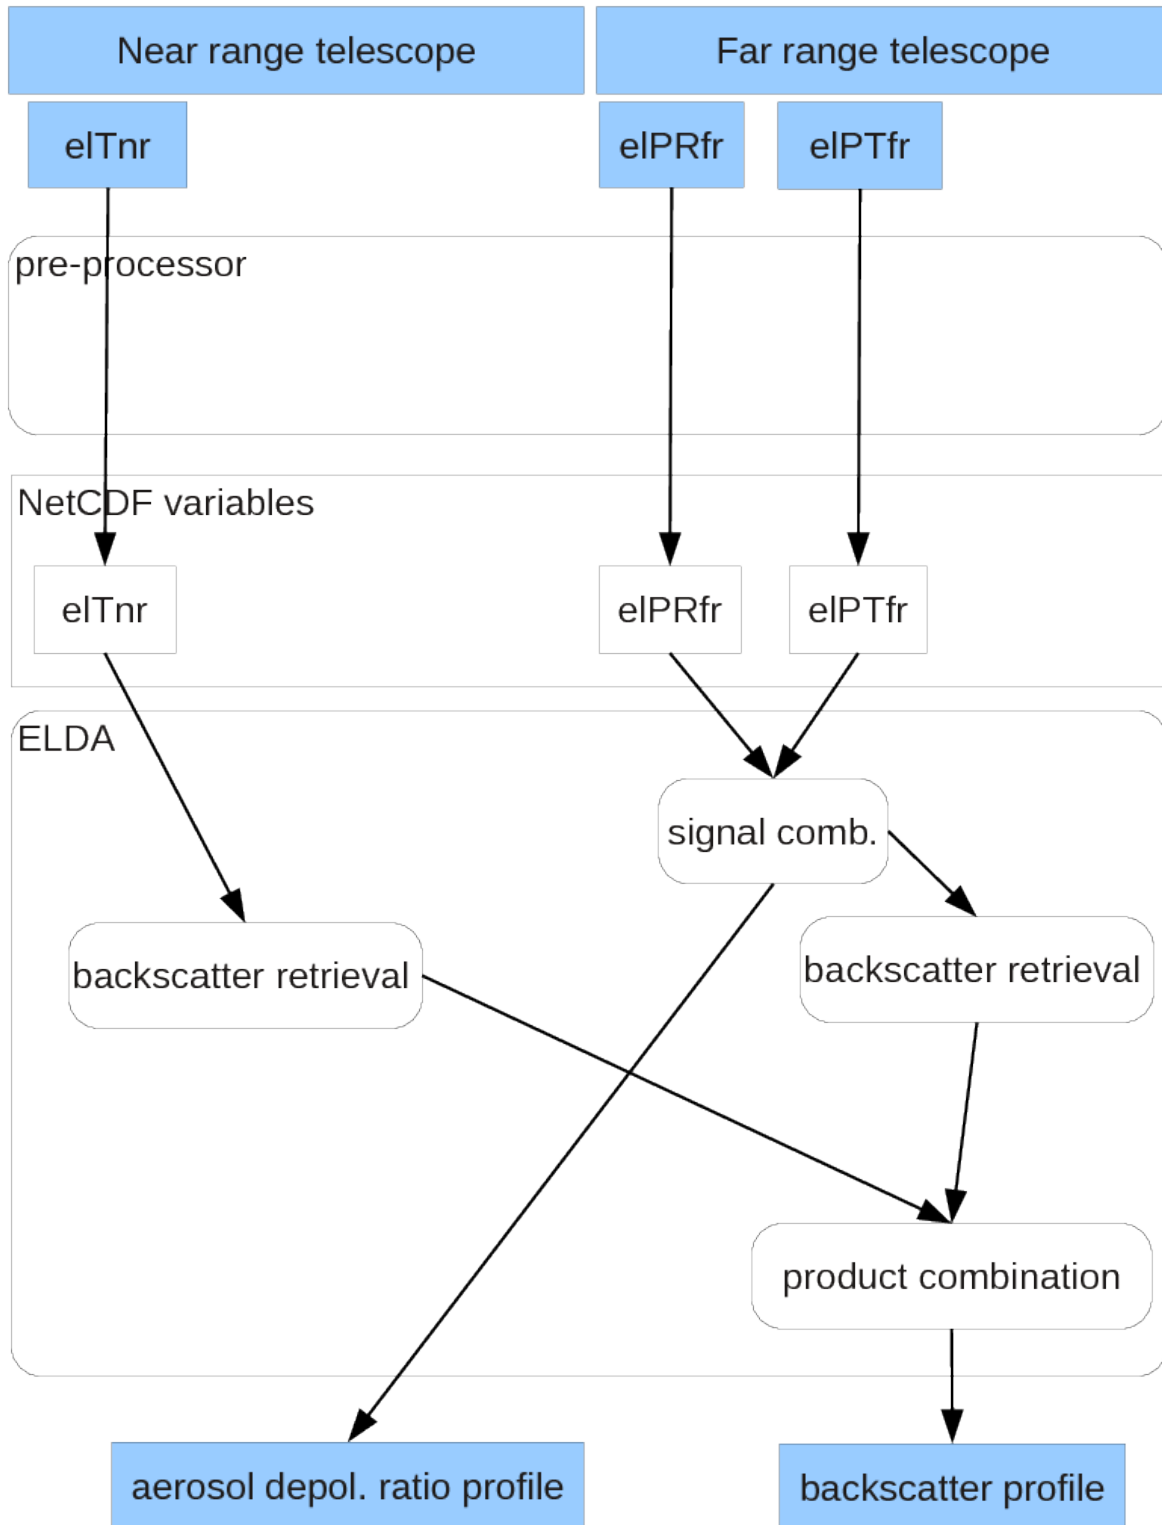 Near range telescope
Far range telescope
elTnr
elPRfr
elPTfr
pre-processor
NetCDF variables
elTnr
elPRfr
elPTfr
ELDA
signal comb.
backscatter retrieval
backscatter retrieval
product combination
aerosol depol. ratio profile
backscatter profile